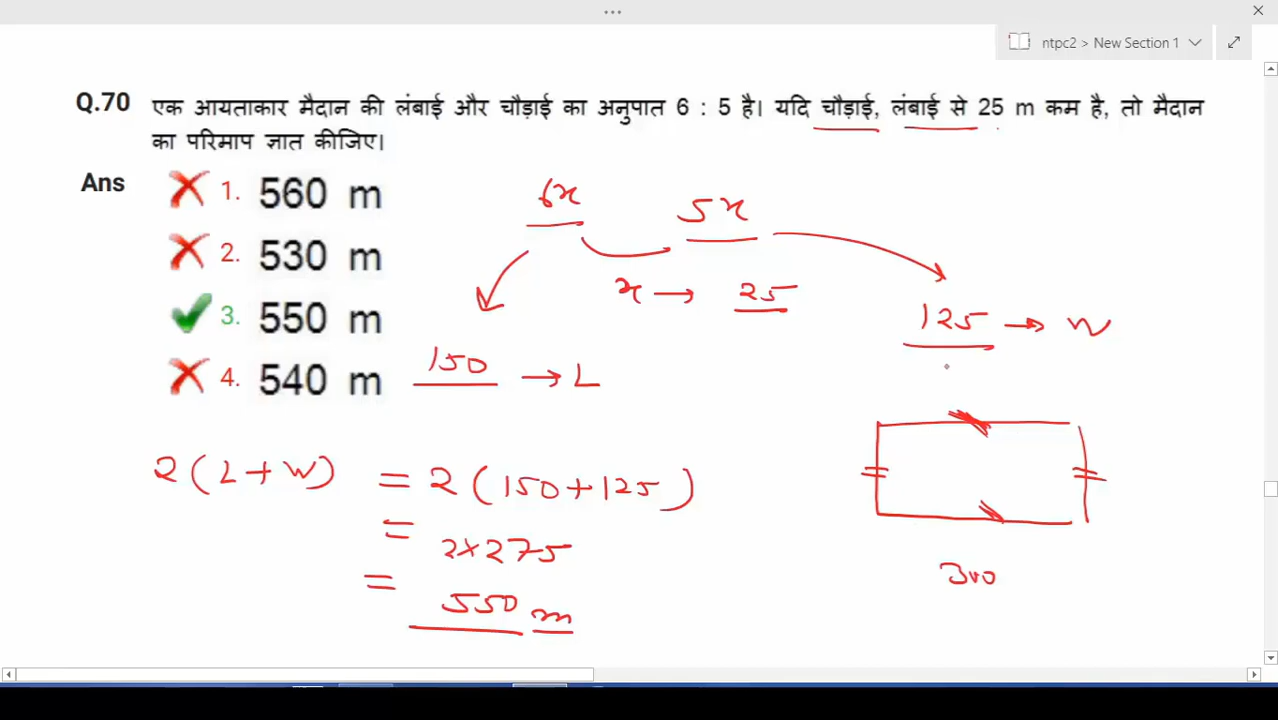 ntpc2 > New Section 1
Q.70 एक आयताकार मैदान की लंबाई और चौड़ाई का अनुपात 6 : 5 है। यदि चौड़ाई, लंबाई से 25 m कम है, तो मैदान
का परिमाप ज्ञात कीजिए।
Ans
1. 560 m
2. 530 m
3. 550 m
4. 540 m
6x 5x
x → 25
125 → W
150 → L
2(L+W) = 2(150+125)
= 2×275
= 550 m
300